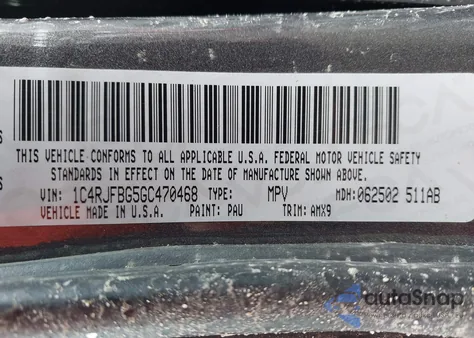 THIS VEHICLE CONFORMS TO ALL APPLICABLE U.S.A. FEDERAL MOTOR VEHICLE SAFETY
STANDARDS IN EFFECT ON THE DATE OF MANUFACTURE SHOWN ABOVE.
VIN: 1C4RJFBG5GC470468 TYPE: MPV MDH:062502 511AB
VEHICLE MADE IN U.S.A. PAINT: PAU TRIM: AMX9
autoSnap